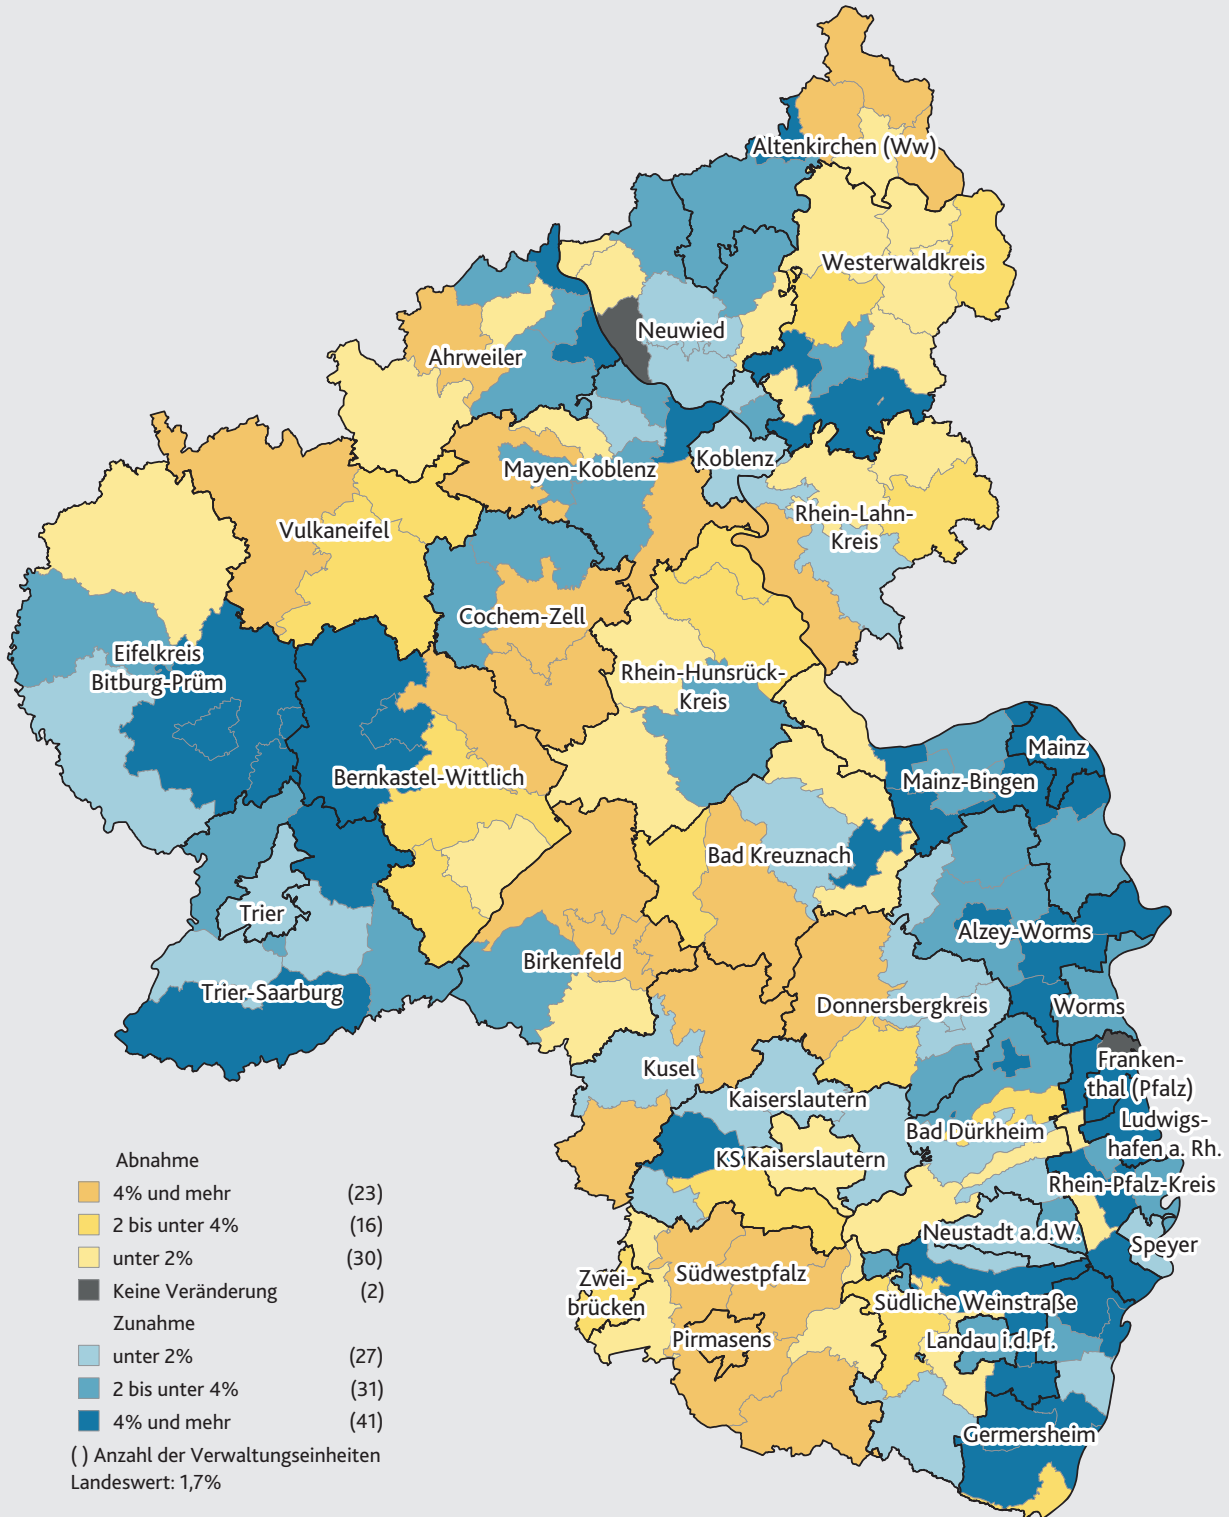 Altenkirchen (Ww)
Westerwaldkreis
Neuwied
Ahrweiler
Mayen-Koblenz
Koblenz
Rhein-Lahn-
Kreis
Vulkaneifel
Cochem-Zell
Eifelkreis
Bitburg-Prüm
Rhein-Hunsrück-
Kreis
Mainz
Mainz-Bingen
Bernkastel-Wittlich
Bad Kreuznach
Trier
Alzey-Worms
Birkenfeld
Trier-Saarburg
Donnersbergkreis
Worms
Kusel
Franken-
thal (Pfalz)
Kaiserslautern
Ludwigs-
hafen a. Rh.
Bad Dürkheim
KS Kaiserslautern
Rhein-Pfalz-Kreis
Neustadt a.d.W.
Speyer
Südwestpfalz
Zwei-
brücken
Südliche Weinstraße
Pirmasens
Landau i.d.Pf.
Germersheim
Abnahme
4% und mehr (23)
2 bis unter 4% (16)
unter 2% (30)
Keine Veränderung (2)
Zunahme
unter 2% (27)
2 bis unter 4% (31)
4% und mehr (41)
( ) Anzahl der Verwaltungseinheiten
Landeswert: 1,7%